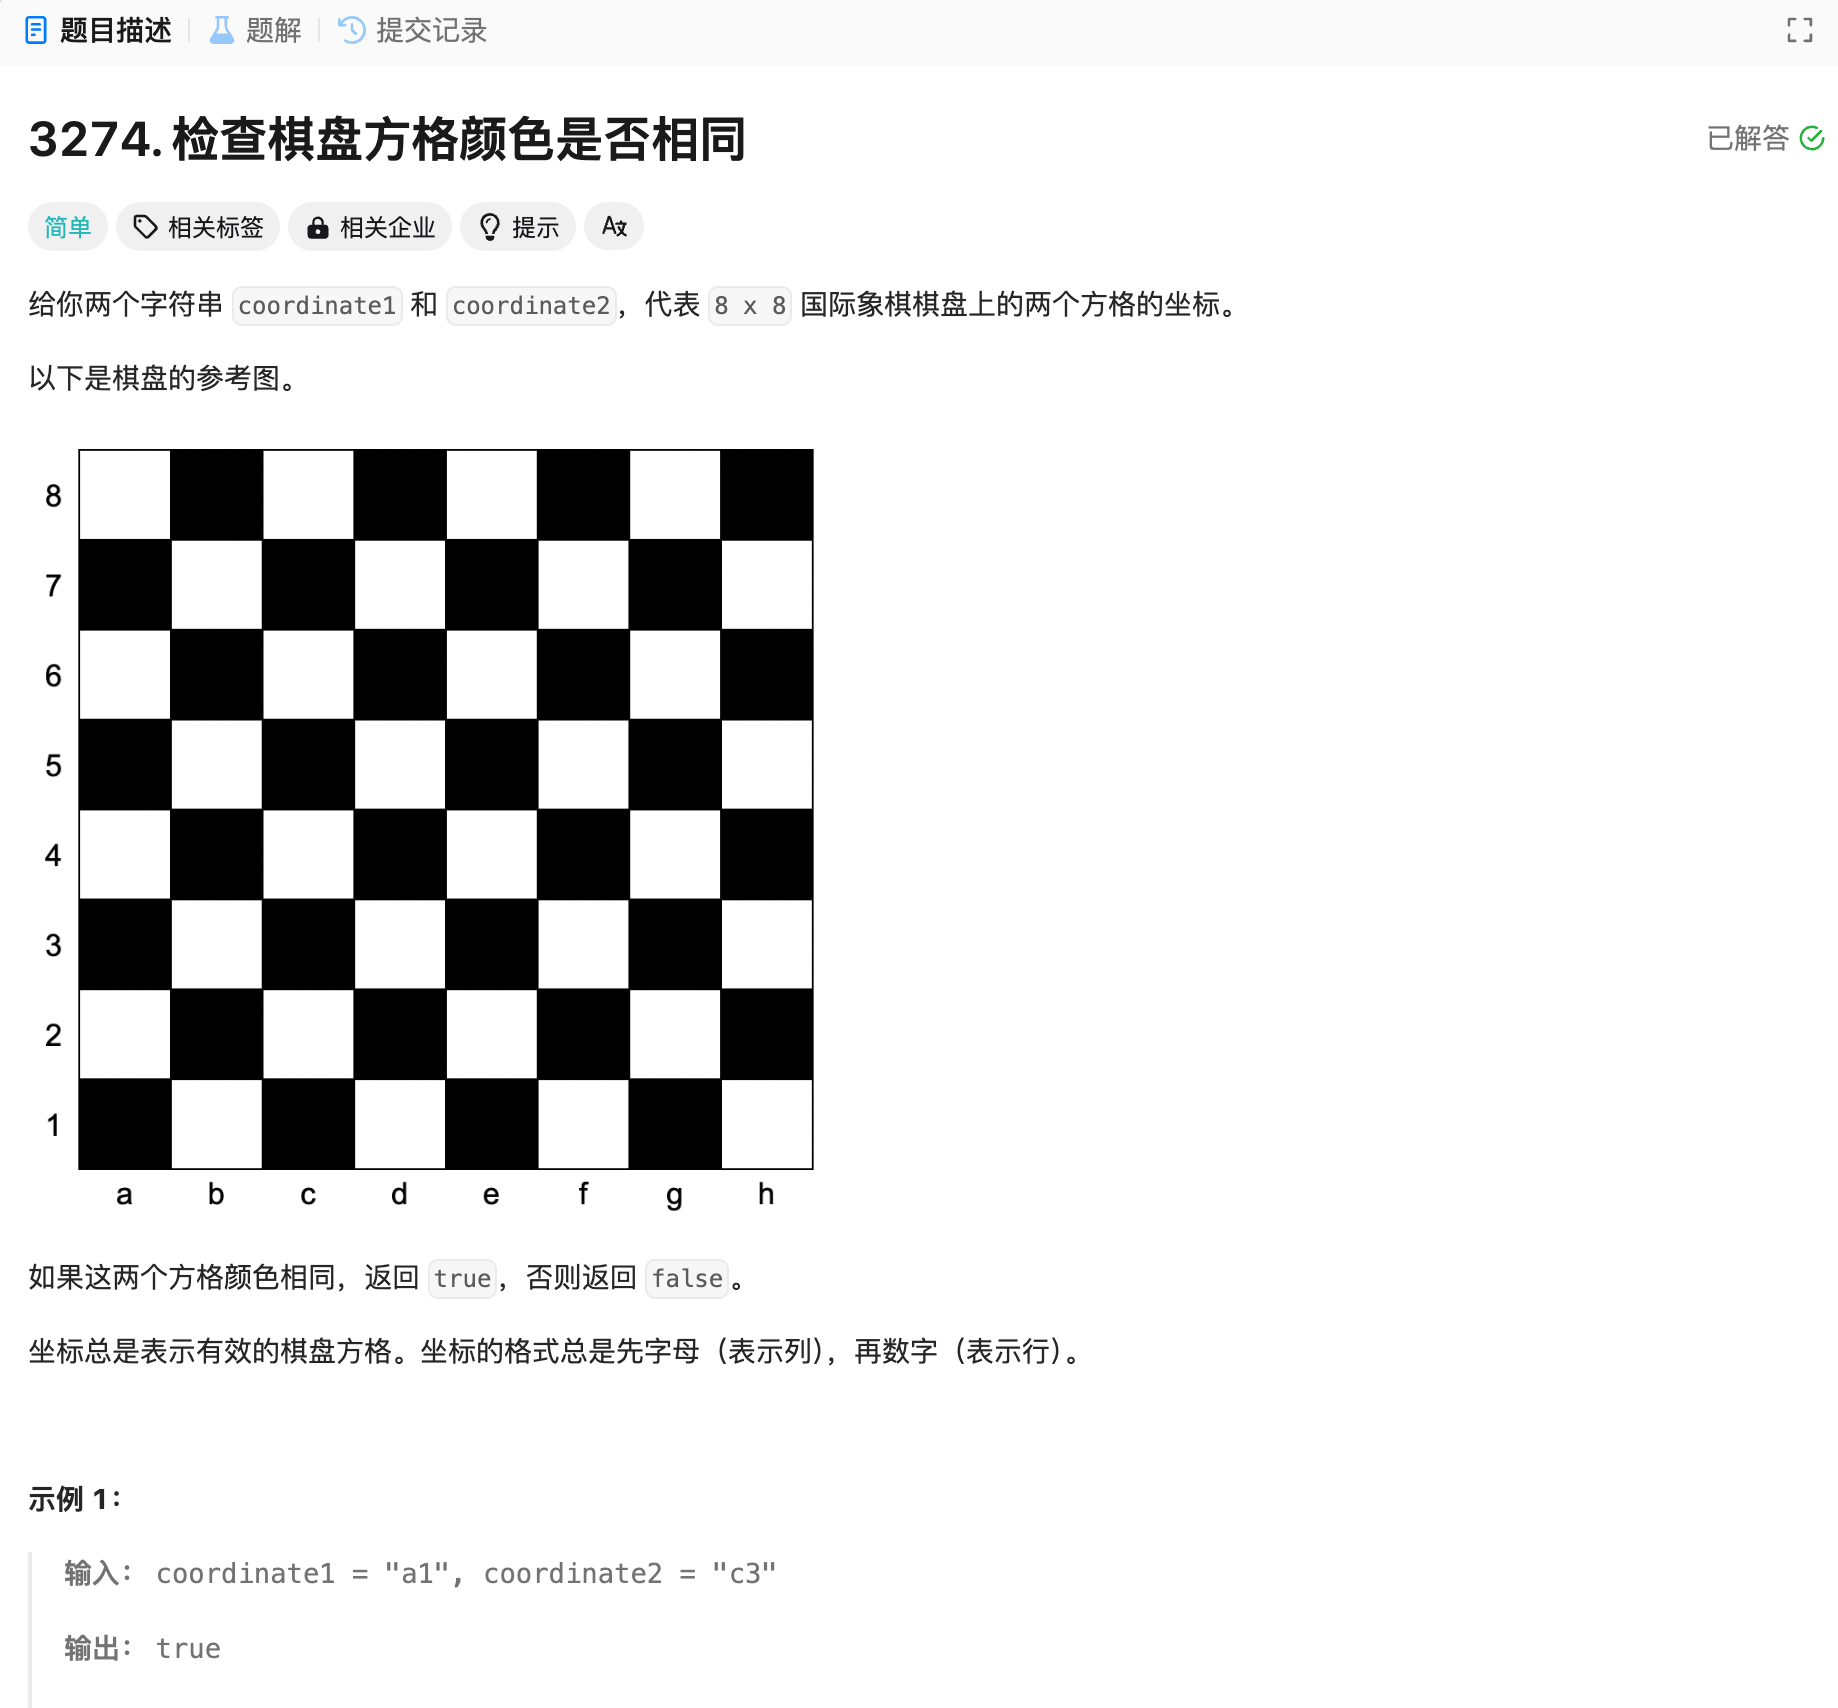 题目描述 题解 提交记录
3274. 检查棋盘方格颜色是否相同
已解答
简单 相关标签 相关企业 提示 Ax
给你两个字符串 coordinate1 和 coordinate2，代表 8 x 8 国际象棋棋盘上的两个方格的坐标。
以下是棋盘的参考图。
8
7
6
5
4
3
2
1
a b c d e f g h
如果这两个方格颜色相同，返回 true，否则返回 false。
坐标总是表示有效的棋盘方格。坐标的格式总是先字母（表示列），再数字（表示行）。
示例 1：
输入： coordinate1 = "a1", coordinate2 = "c3"
输出： true